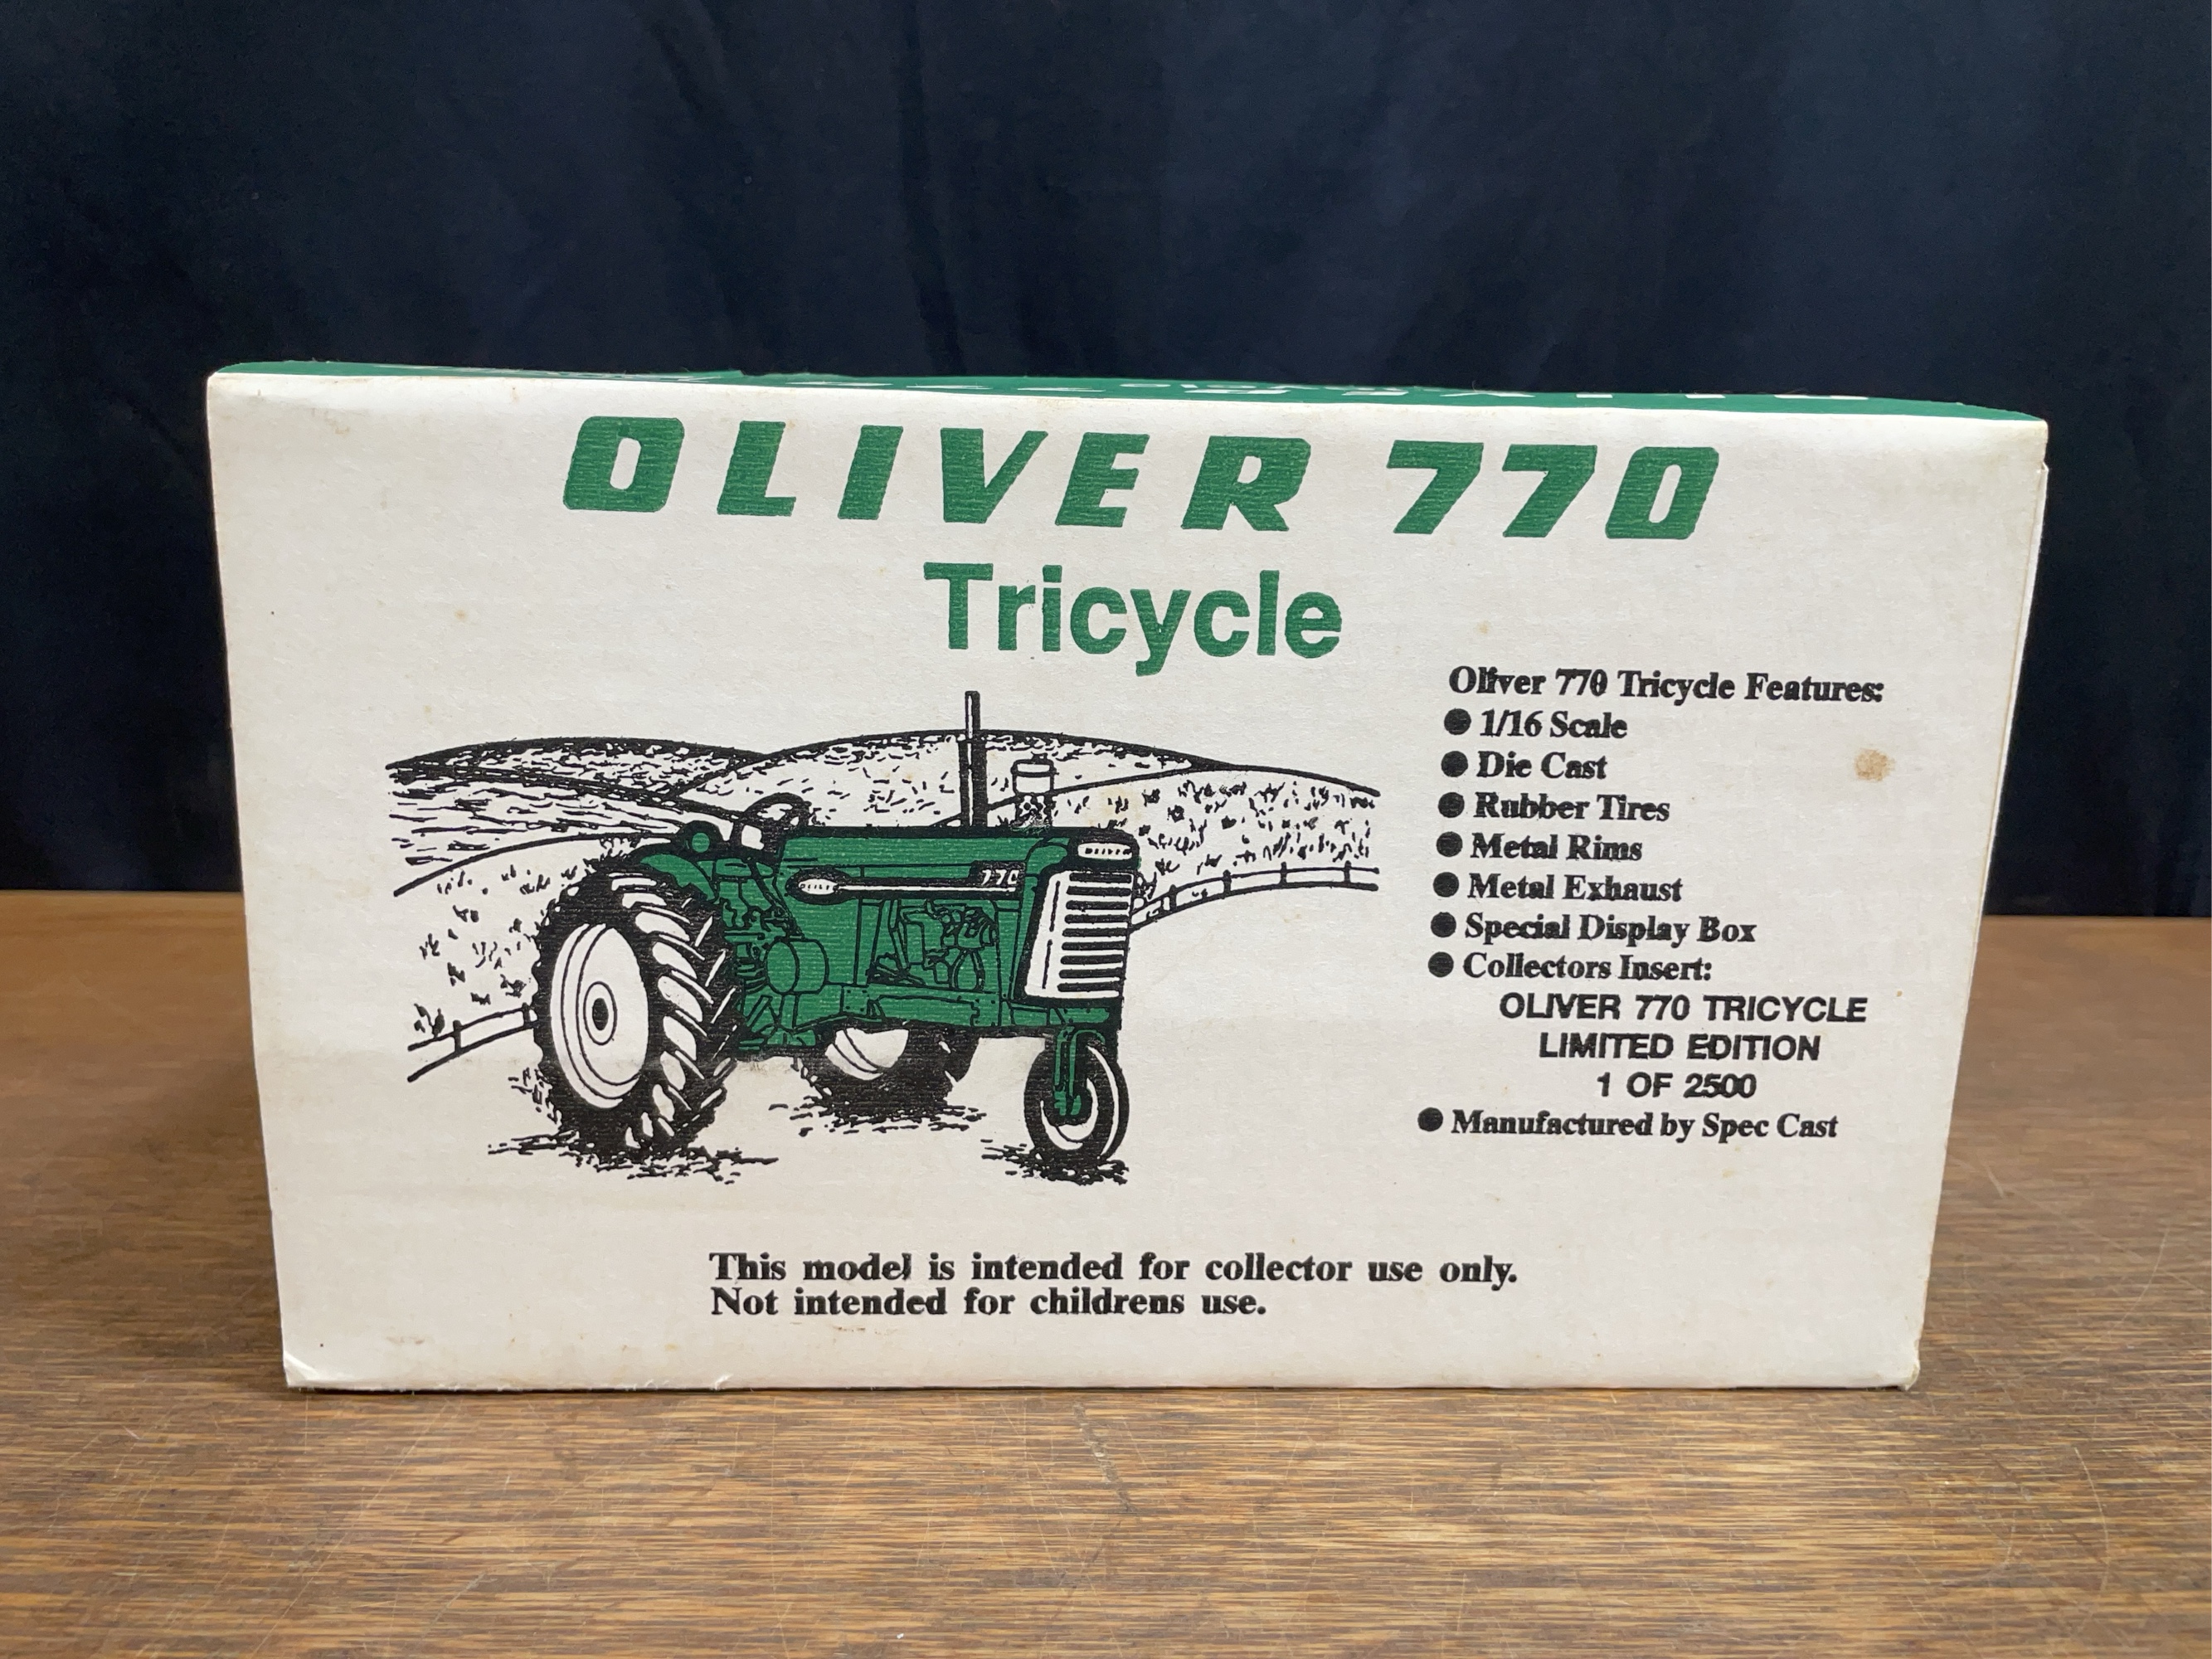 OLIVER 770
Tricycle
Oliver 770 Tricycle Features:
● 1/16 Scale
● Die Cast
● Rubber Tires
● Metal Rims
● Metal Exhaust
● Special Display Box
● Collectors Insert:
OLIVER 770 TRICYCLE
LIMITED EDITION
1 OF 2500
● Manufactured by Spec Cast
OLIVER
770
This model is intended for collector use only.
Not intended for childrens use.